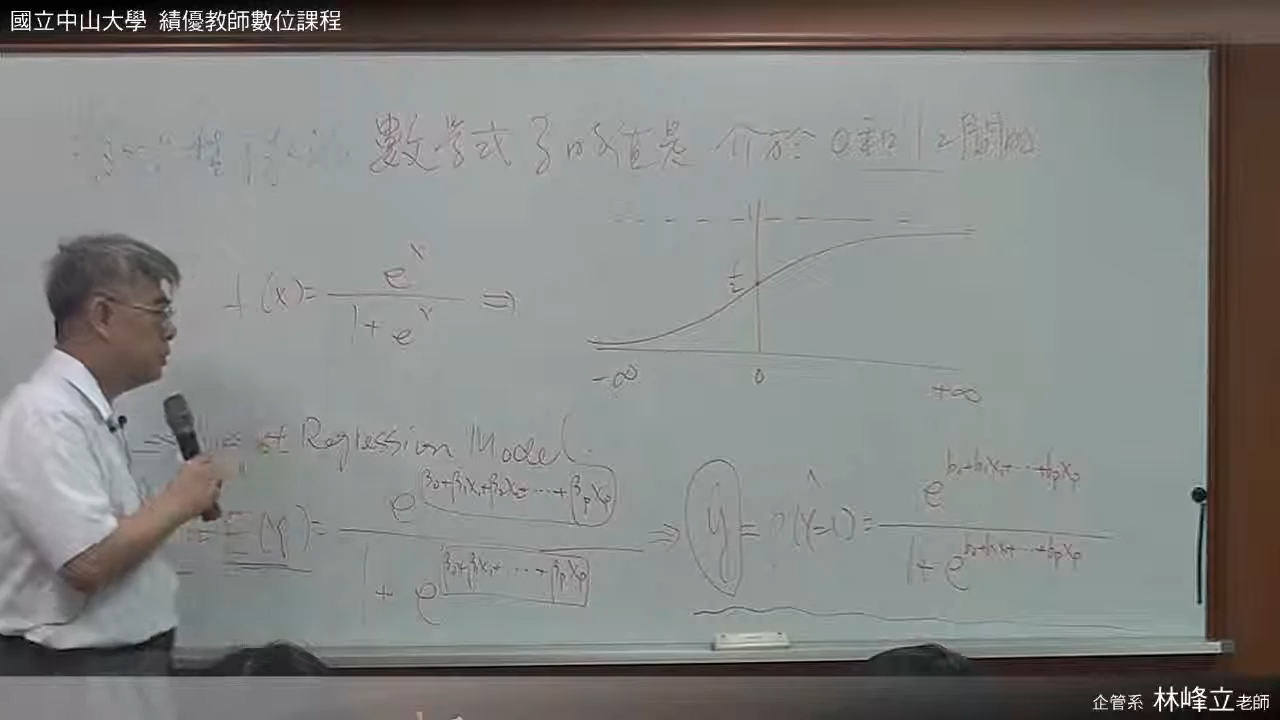 國立中山大學 績優教師數位課程
數学式子的值是 介於 0和1之間的
1
f(x) = e^x / (1 + e^x) ⇒
1/2
-∞ 0 +∞
⇒ Regression Model.
= E(Y) = e^(β₀+β₁x₁+β₂x₂+⋯+βpxp) / (1 + e^(β₀+β₁x₁+⋯+βpxp)) ⇒ ŷ = P̂(Y=1) = e^(b₀+b₁x₁+⋯+bpxp) / (1 + e^(b₀+b₁x₁+⋯+bpxp))
企管系 林峰立老師